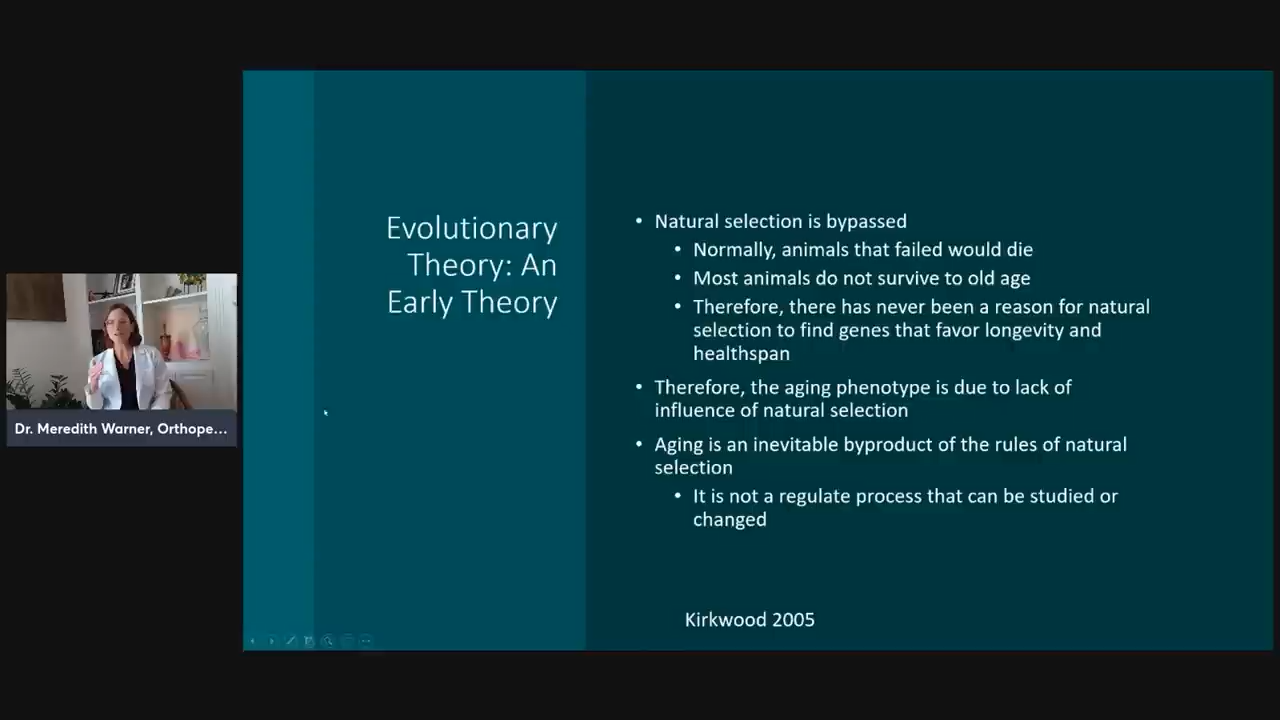 Evolutionary
Theory: An
Early Theory
• Natural selection is bypassed
• Normally, animals that failed would die
• Most animals do not survive to old age
• Therefore, there has never been a reason for natural
selection to find genes that favor longevity and
healthspan
• Therefore, the aging phenotype is due to lack of
influence of natural selection
• Aging is an inevitable byproduct of the rules of natural
selection
• It is not a regulate process that can be studied or
changed
Kirkwood 2005
Dr. Meredith Warner, Orthope...